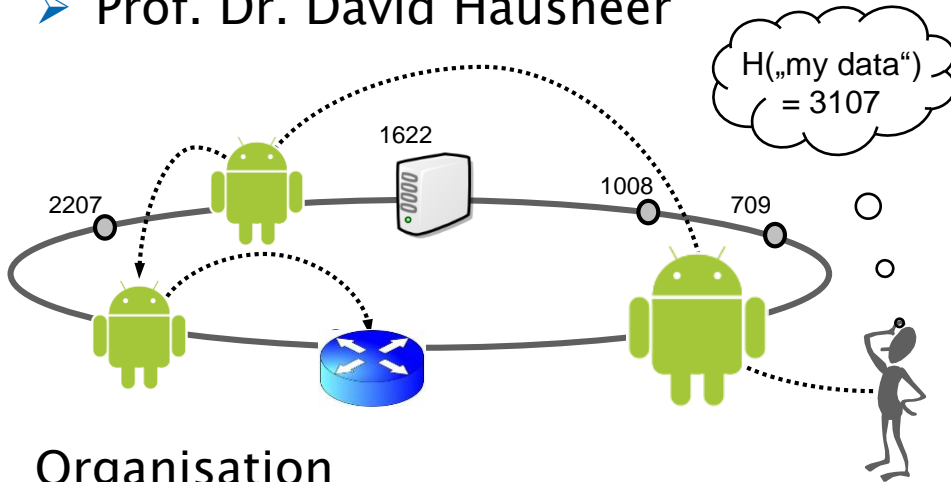 Prof. Dr. David Hausheer
H(„my data“)
= 3107
1622
1008
709
2207
Organisation